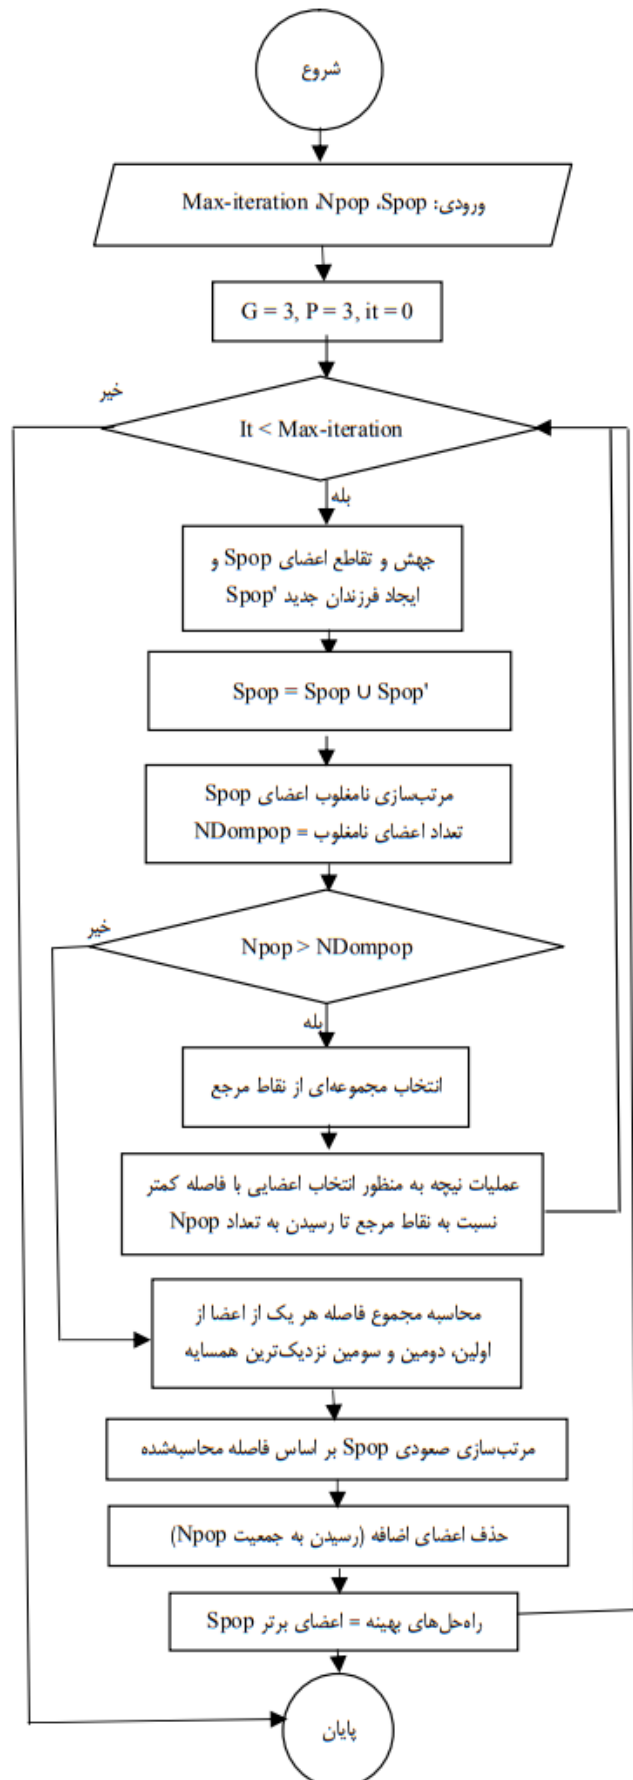 شروع
ورودی: Max-iteration ،Npop ،Spop
G = 3, P = 3, it = 0
خیر
It < Max-iteration
بله
جهش و تقاطع اعضای Spop و
ایجاد فرزندان جدید Spop'
Spop = Spop ∪ Spop'
مرتب‌سازی نامغلوب اعضای Spop
تعداد اعضای نامغلوب = NDompop
خیر
Npop > NDompop
بله
انتخاب مجموعه‌ای از نقاط مرجع
عملیات نیچه به منظور انتخاب اعضایی با فاصله کمتر
نسبت به نقاط مرجع تا رسیدن به تعداد Npop
محاسبه مجموع فاصله هر یک از اعضا از
اولین، دومین و سومین نزدیک‌ترین همسایه
مرتب‌سازی صعودی Spop بر اساس فاصله محاسبه‌شده
حذف اعضای اضافه (رسیدن به جمعیت Npop)
راه‌حل‌های بهینه = اعضای برتر Spop
پایان